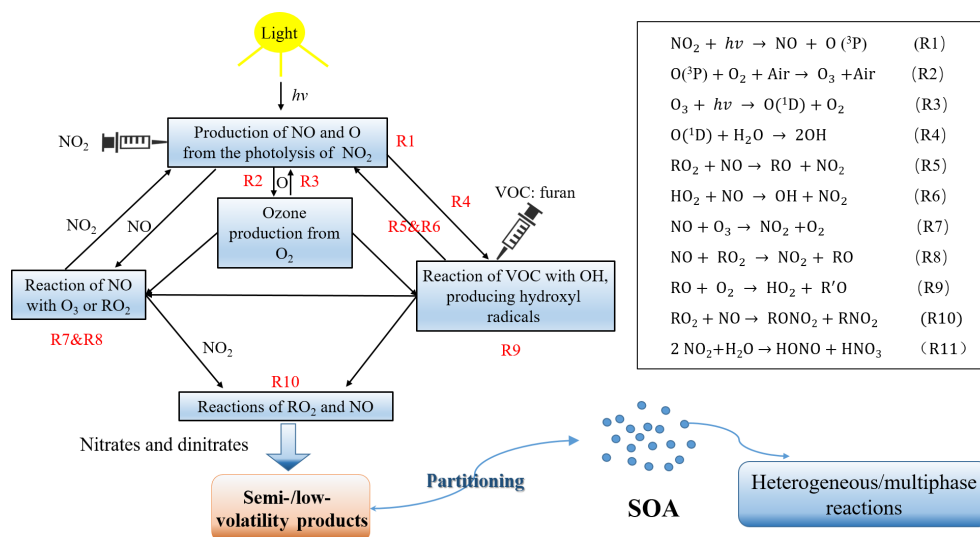 Light
hν
NO₂
Production of NO and O
from the photolysis of NO₂
R1
R2
O
R3
R4
VOC: furan
NO₂
NO
R5&R6
Ozone
production from
O₂
Reaction of NO
with O₃ or RO₂
Reaction of VOC with OH,
producing hydroxyl
radicals
R7&R8
NO₂
R9
R10
Reactions of RO₂ and NO
Nitrates and dinitrates
Semi-/low-
volatility products
Partitioning
SOA
Heterogeneous/multiphase
reactions
NO₂ + hν → NO + O (³P) (R1)
O(³P) + O₂ + Air → O₃ +Air (R2)
O₃ + hν → O(¹D) + O₂ (R3)
O(¹D) + H₂O → 2OH (R4)
RO₂ + NO → RO + NO₂ (R5)
HO₂ + NO → OH + NO₂ (R6)
NO + O₃ → NO₂ +O₂ (R7)
NO + RO₂ → NO₂ + RO (R8)
RO + O₂ → HO₂ + R′O (R9)
RO₂ + NO → RONO₂ + RNO₂ (R10)
2 NO₂+H₂O → HONO + HNO₃ （R11）